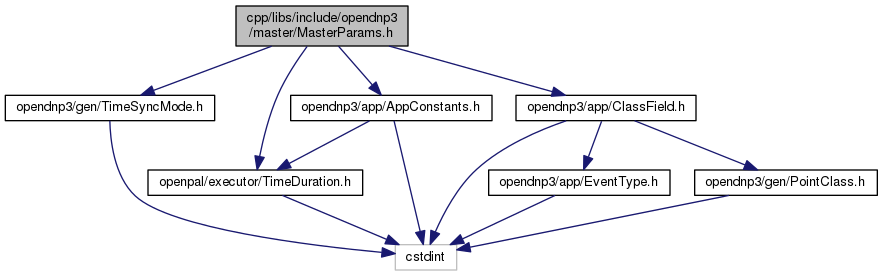 cpp/libs/include/opendnp3
/master/MasterParams.h
opendnp3/gen/TimeSyncMode.h
opendnp3/app/AppConstants.h
opendnp3/app/ClassField.h
openpal/executor/TimeDuration.h
opendnp3/app/EventType.h
opendnp3/gen/PointClass.h
cstdint